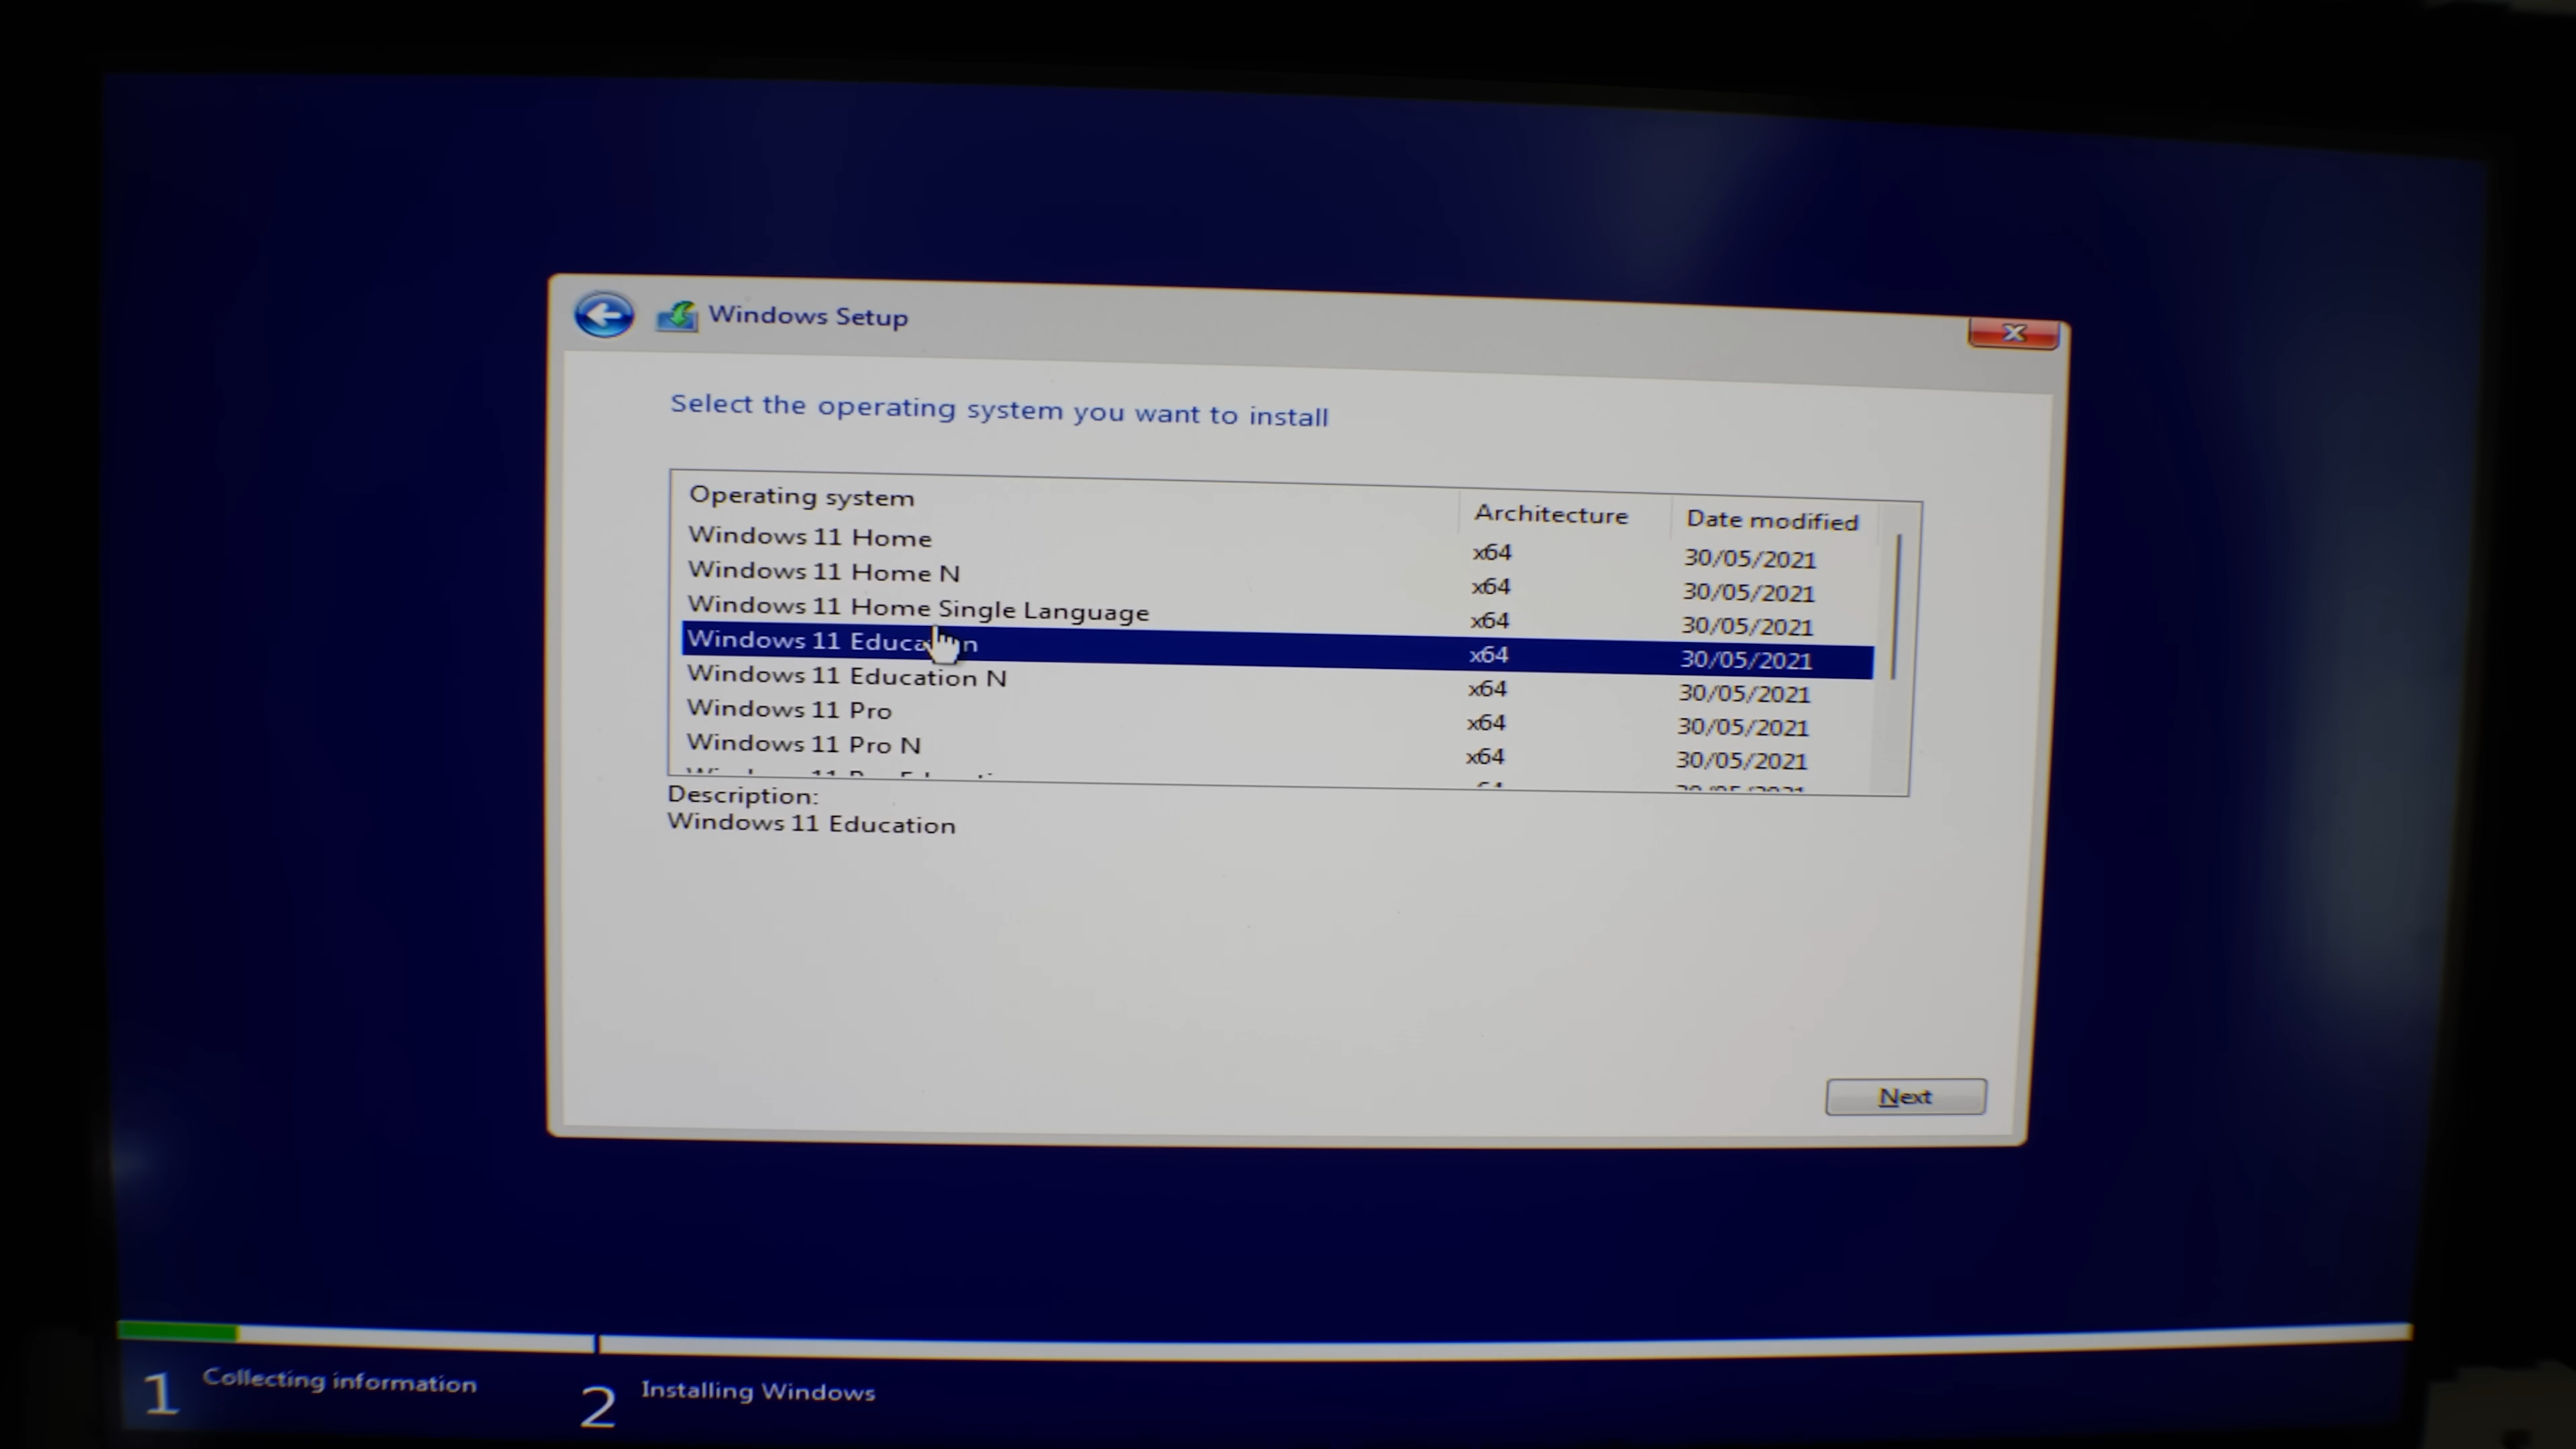 Windows Setup
Select the operating system you want to install
Operating system Architecture Date modified
Windows 11 Home x64 30/05/2021
Windows 11 Home N x64 30/05/2021
Windows 11 Home Single Language x64 30/05/2021
Windows 11 Education x64 30/05/2021
Windows 11 Education N x64 30/05/2021
Windows 11 Pro x64 30/05/2021
Windows 11 Pro N x64 30/05/2021
Description:
Windows 11 Education
Next
1 Collecting information 2 Installing Windows